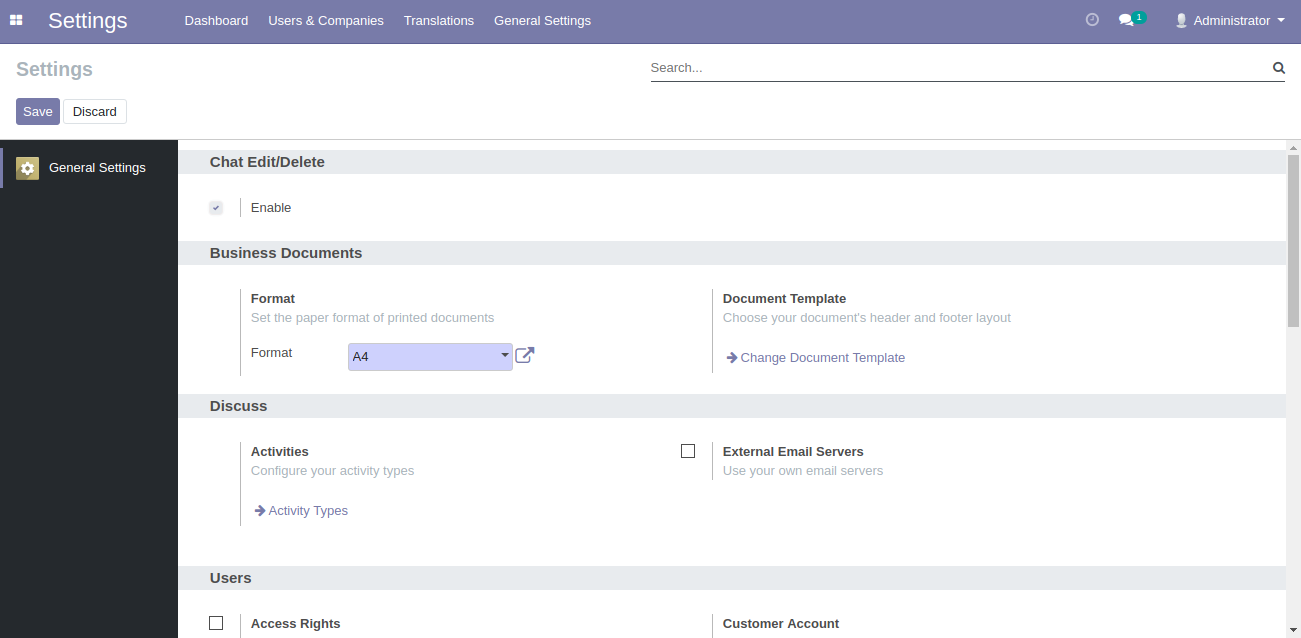 Settings
Dashboard
Users & Companies
Translations
General Settings
1
Administrator
Settings
Search...
Save
Discard
General Settings
Chat Edit/Delete
Enable
Business Documents
Format
Set the paper format of printed documents
Format
A4
Document Template
Choose your document's header and footer layout
Change Document Template
Discuss
Activities
Configure your activity types
Activity Types
External Email Servers
Use your own email servers
Users
Access Rights
Customer Account